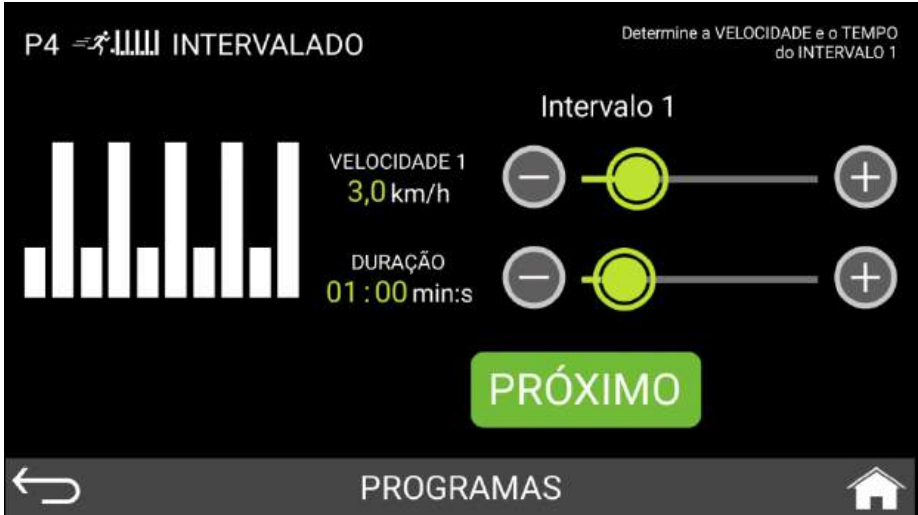 P4 INTERVALADO
Determine a VELOCIDADE e o TEMPO
do INTERVALO 1
Intervalo 1
VELOCIDADE 1
3,0 km/h
DURAÇÃO
01:00 min:s
PRÓXIMO
PROGRAMAS